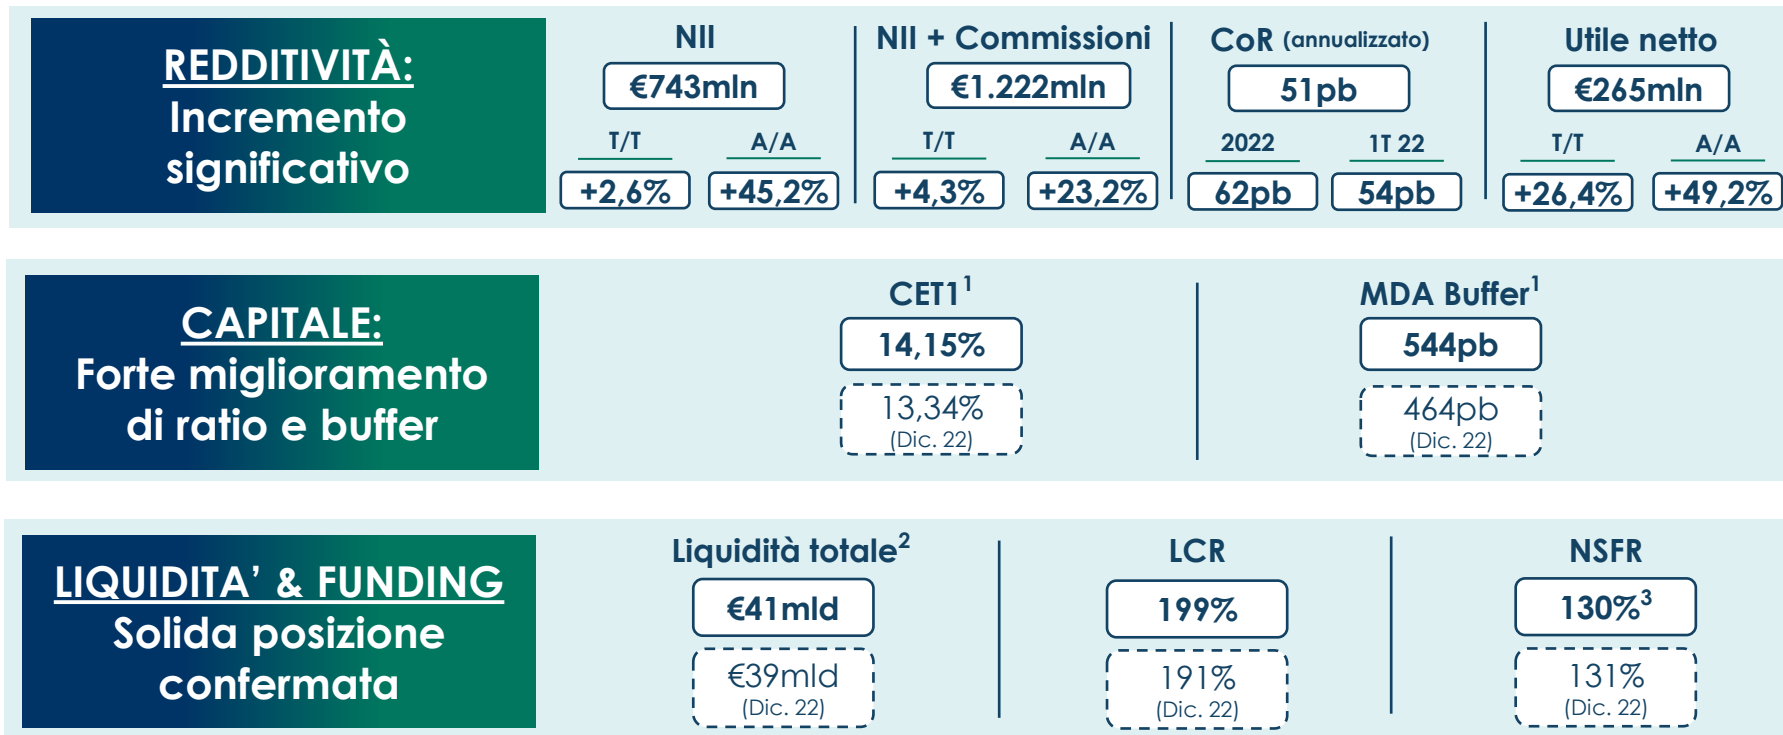 REDDITIVITÀ:
Incremento
significativo
NII
€743mln
T/T A/A
+2,6% +45,2%
NII + Commissioni
€1.222mln
T/T A/A
+4,3% +23,2%
CoR (annualizzato)
51pb
2022 1T 22
62pb 54pb
Utile netto
€265mln
T/T A/A
+26,4% +49,2%
CAPITALE:
Forte miglioramento
di ratio e buffer
CET1¹
14,15%
13,34%
(Dic. 22)
MDA Buffer¹
544pb
464pb
(Dic. 22)
LIQUIDITA’ & FUNDING
Solida posizione
confermata
Liquidità totale²
€41mld
€39mld
(Dic. 22)
LCR
199%
191%
(Dic. 22)
NSFR
130%³
131%
(Dic. 22)